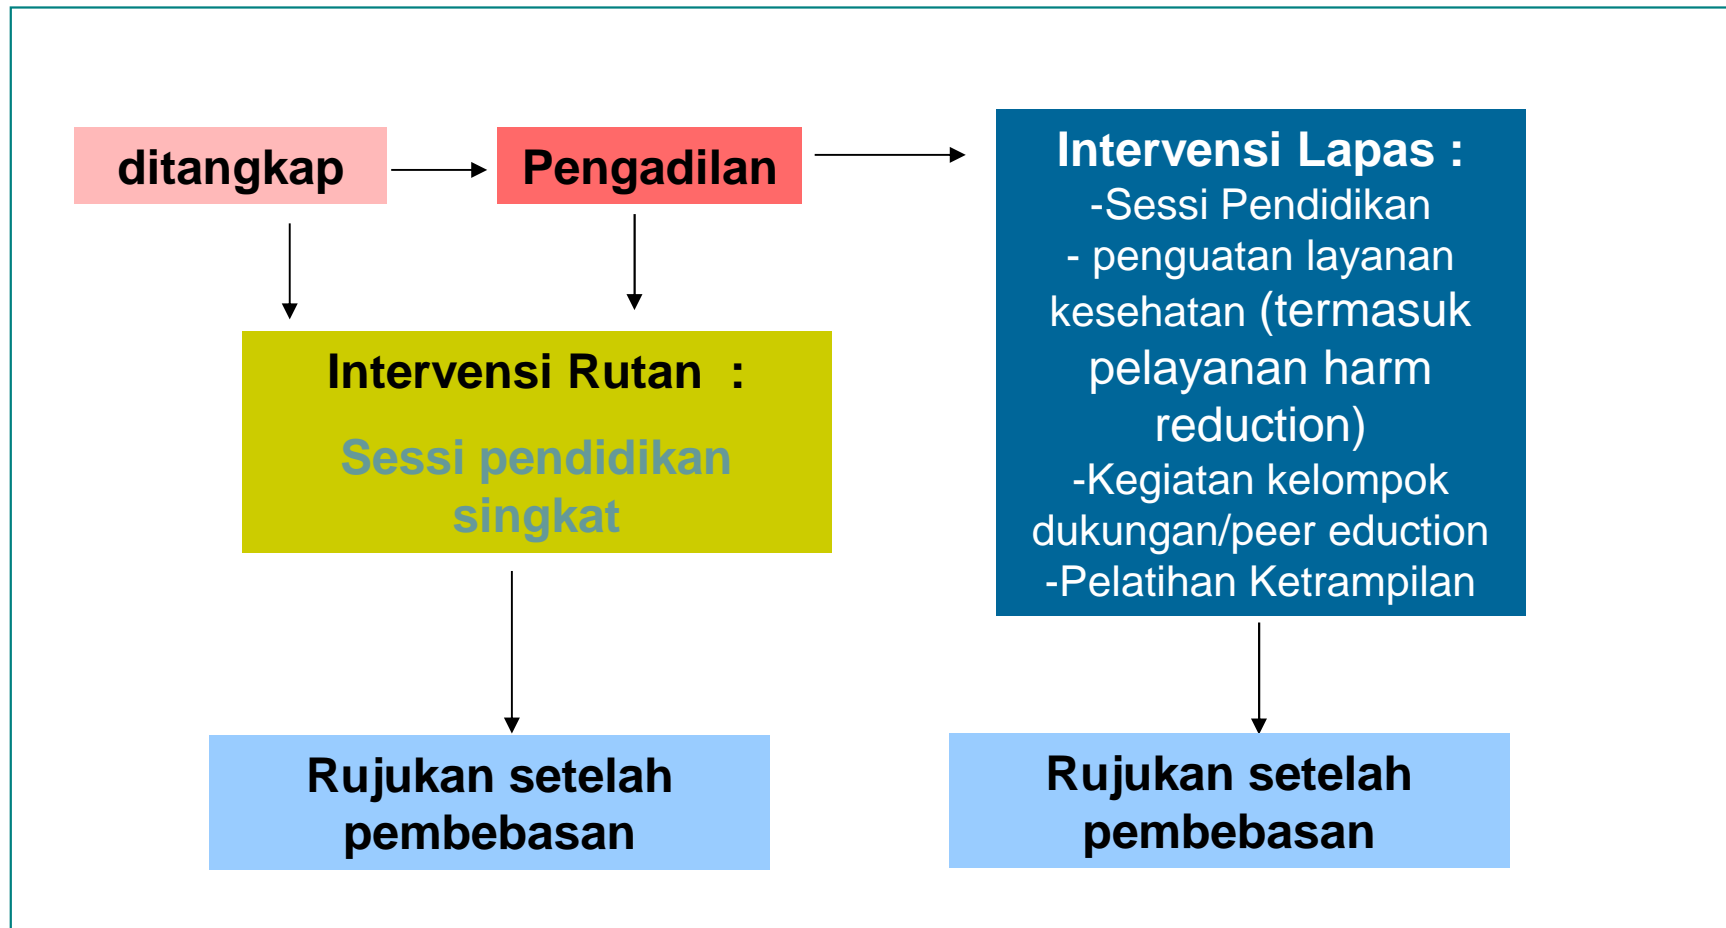 ditangkap
Pengadilan
Intervensi Lapas :
-Sessi Pendidikan
- penguatan layanan
kesehatan (termasuk
pelayanan harm
reduction)
-Kegiatan kelompok
dukungan/peer eduction
-Pelatihan Ketrampilan
Intervensi Rutan  :
Sessi pendidikan
singkat
Rujukan setelah
pembebasan
Rujukan setelah
pembebasan